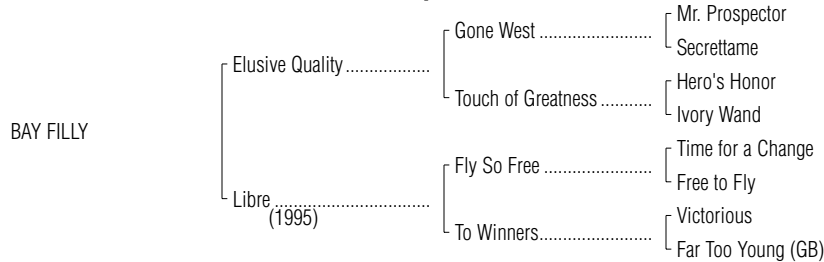 Mr. Prospector
Gone West ........................
Secrettame
Elusive Quality ..................
Hero's Honor
Touch of Greatness ...........
Ivory Wand
BAY FILLY
Time for a Change
Fly So Free .......................
Free to Fly
Libre .................................
(1995)
Victorious
To Winners........................
Far Too Young (GB)